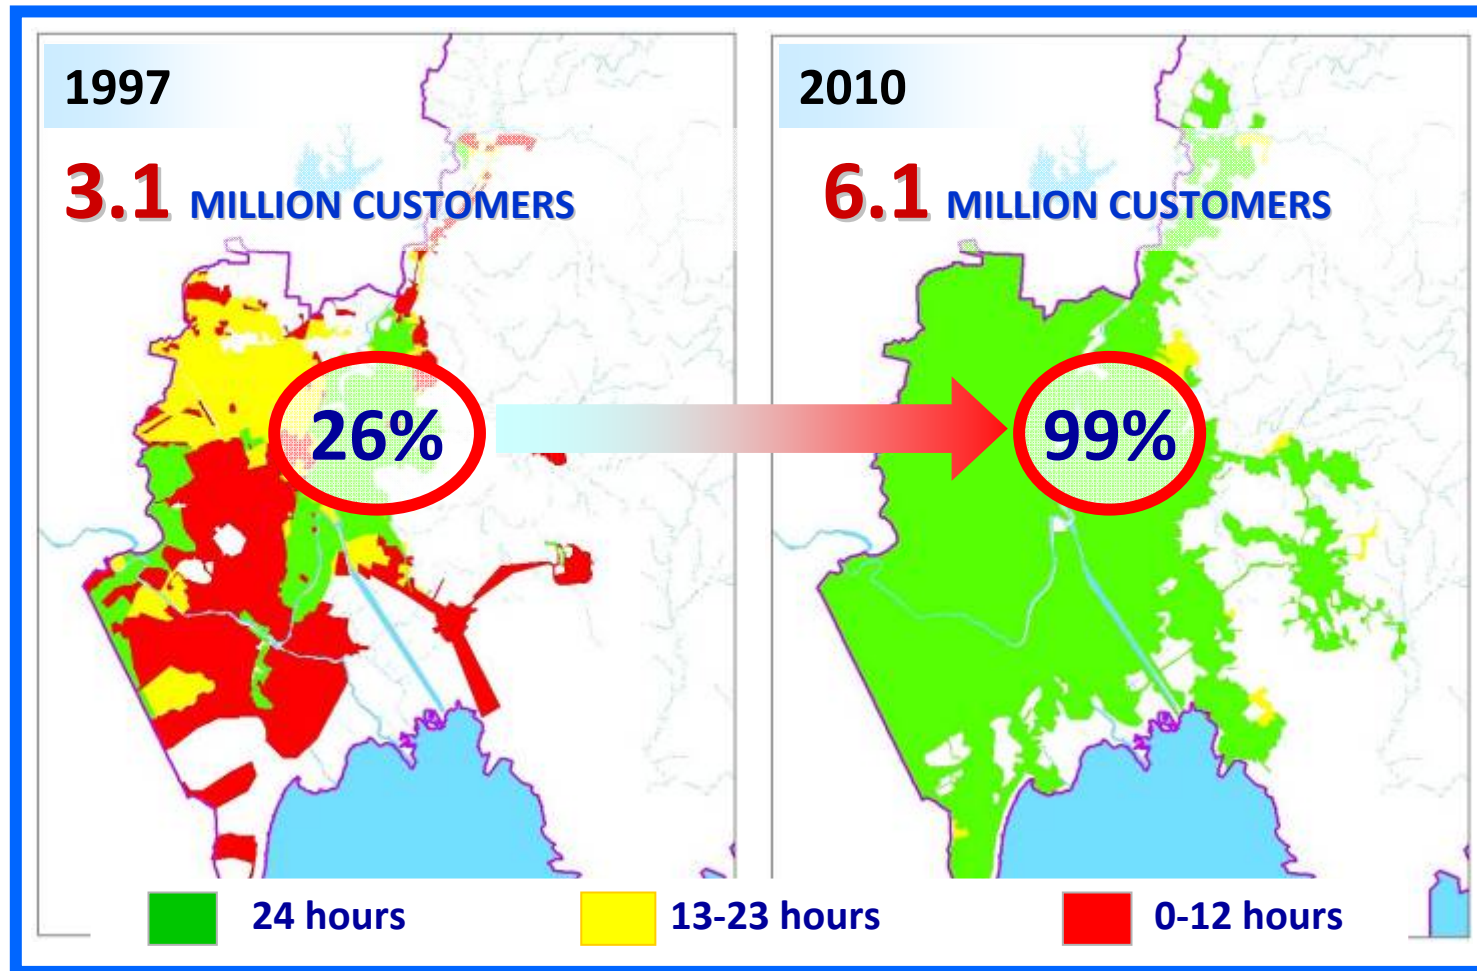 1997
3.1 MILLION CUSTOMERS
26%
2010
6.1 MILLION CUSTOMERS
99%
24 hours
13-23 hours
0-12 hours